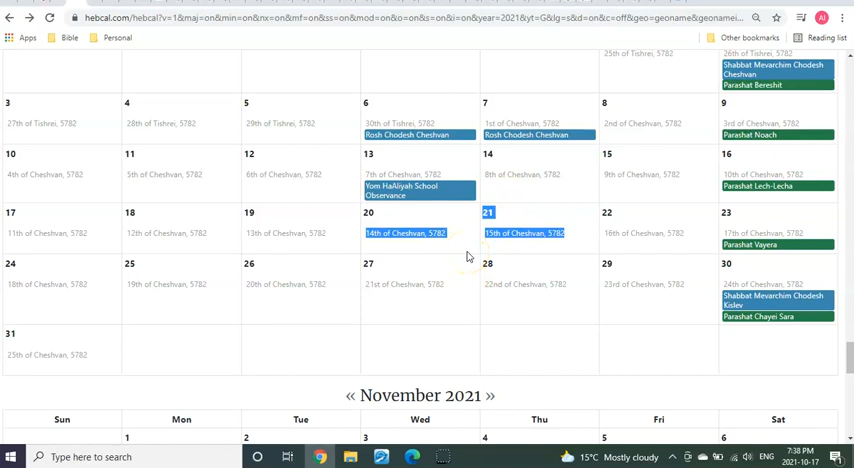 hebcal.com/hebcal?v=1&maj=on&min=on&nx=on&mf=on&ss=on&mod=on&o=on&s=on&i=on&year=2021&yt=G&lg=s&d=on&c=off&geo=geoname&geonamei...
Apps Bible Personal Other bookmarks Reading list
25th of Tishrei, 5782 26th of Tishrei, 5782
Shabbat Mevarchim Chodesh
Cheshvan
Parashat Bereshit
3 4 5 6 7 8 9
27th of Tishrei, 5782 28th of Tishrei, 5782 29th of Tishrei, 5782 30th of Tishrei, 5782 1st of Cheshvan, 5782 2nd of Cheshvan, 5782 3rd of Cheshvan, 5782
Rosh Chodesh Cheshvan Rosh Chodesh Cheshvan Parashat Noach
10 11 12 13 14 15 16
4th of Cheshvan, 5782 5th of Cheshvan, 5782 6th of Cheshvan, 5782 7th of Cheshvan, 5782 8th of Cheshvan, 5782 9th of Cheshvan, 5782 10th of Cheshvan, 5782
Yom HaAliyah School Parashat Lech-Lecha
Observance
17 18 19 20 21 22 23
11th of Cheshvan, 5782 12th of Cheshvan, 5782 13th of Cheshvan, 5782 14th of Cheshvan, 5782 15th of Cheshvan, 5782 16th of Cheshvan, 5782 17th of Cheshvan, 5782
Parashat Vayera
24 25 26 27 28 29 30
18th of Cheshvan, 5782 19th of Cheshvan, 5782 20th of Cheshvan, 5782 21st of Cheshvan, 5782 22nd of Cheshvan, 5782 23rd of Cheshvan, 5782 24th of Cheshvan, 5782
Shabbat Mevarchim Chodesh
Kislev
Parashat Chayei Sara
31
25th of Cheshvan, 5782
« November 2021 »
Sun Mon Tue Wed Thu Fri Sat
1 2 3 4 5 6
Type here to search 15°C Mostly cloudy ENG 7:38 PM
2021-10-17
AI